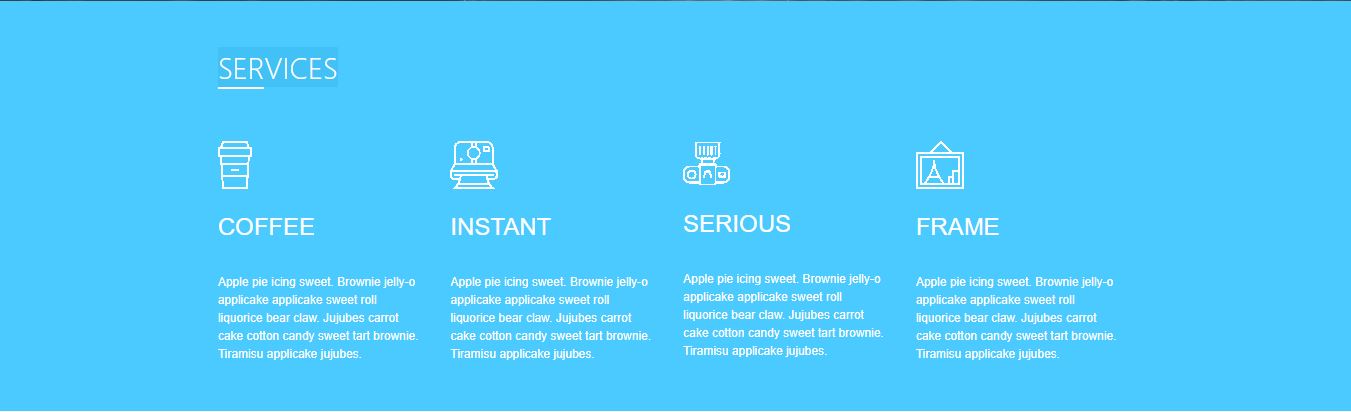 SERVICES
COFFEE
Apple pie icing sweet. Brownie jelly-o
applicake applicake sweet roll
liquorice bear claw. Jujubes carrot
cake cotton candy sweet tart brownie.
Tiramisu applicake jujubes.
INSTANT
Apple pie icing sweet. Brownie jelly-o
applicake applicake sweet roll
liquorice bear claw. Jujubes carrot
cake cotton candy sweet tart brownie.
Tiramisu applicake jujubes.
SERIOUS
Apple pie icing sweet. Brownie jelly-o
applicake applicake sweet roll
liquorice bear claw. Jujubes carrot
cake cotton candy sweet tart brownie.
Tiramisu applicake jujubes.
FRAME
Apple pie icing sweet. Brownie jelly-o
applicake applicake sweet roll
liquorice bear claw. Jujubes carrot
cake cotton candy sweet tart brownie.
Tiramisu applicake jujubes.